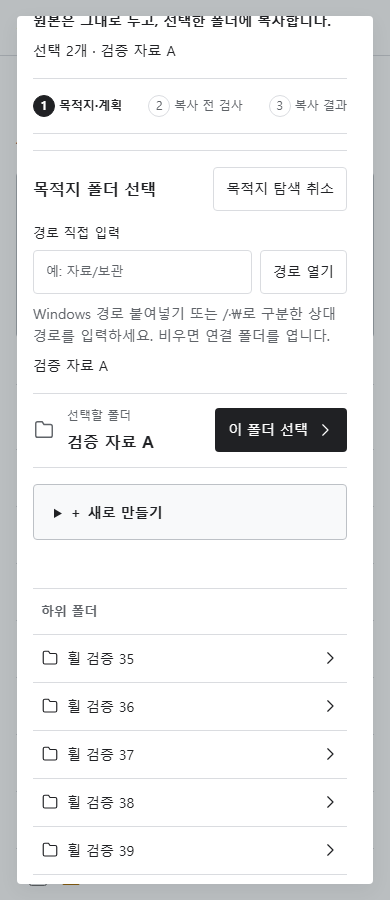 원본은 그대로 두고, 선택한 폴더에 복사합니다.
선택 2개 · 검증 자료 A
1 목적지·계획 2 복사 전 검사 3 복사 결과
목적지 폴더 선택 목적지 탐색 취소
경로 직접 입력
예: 자료/보관 경로 열기
Windows 경로 붙여넣기 또는 /·₩로 구분한 상대
경로를 입력하세요. 비우면 연결 폴더를 엽니다.
검증 자료 A
선택할 폴더
검증 자료 A 이 폴더 선택
+ 새로 만들기
하위 폴더
휠 검증 35
휠 검증 36
휠 검증 37
휠 검증 38
휠 검증 39